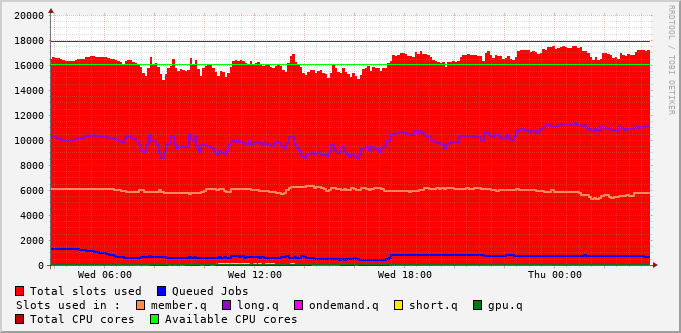 RRDTOOL / TOBI OETIKER
20000
18000
16000
14000
12000
10000
8000
6000
4000
2000
0
Wed 06:00 Wed 12:00 Wed 18:00 Thu 00:00
Total slots used Queued Jobs
Slots used in : member.q long.q ondemand.q short.q gpu.q
Total CPU cores Available CPU cores